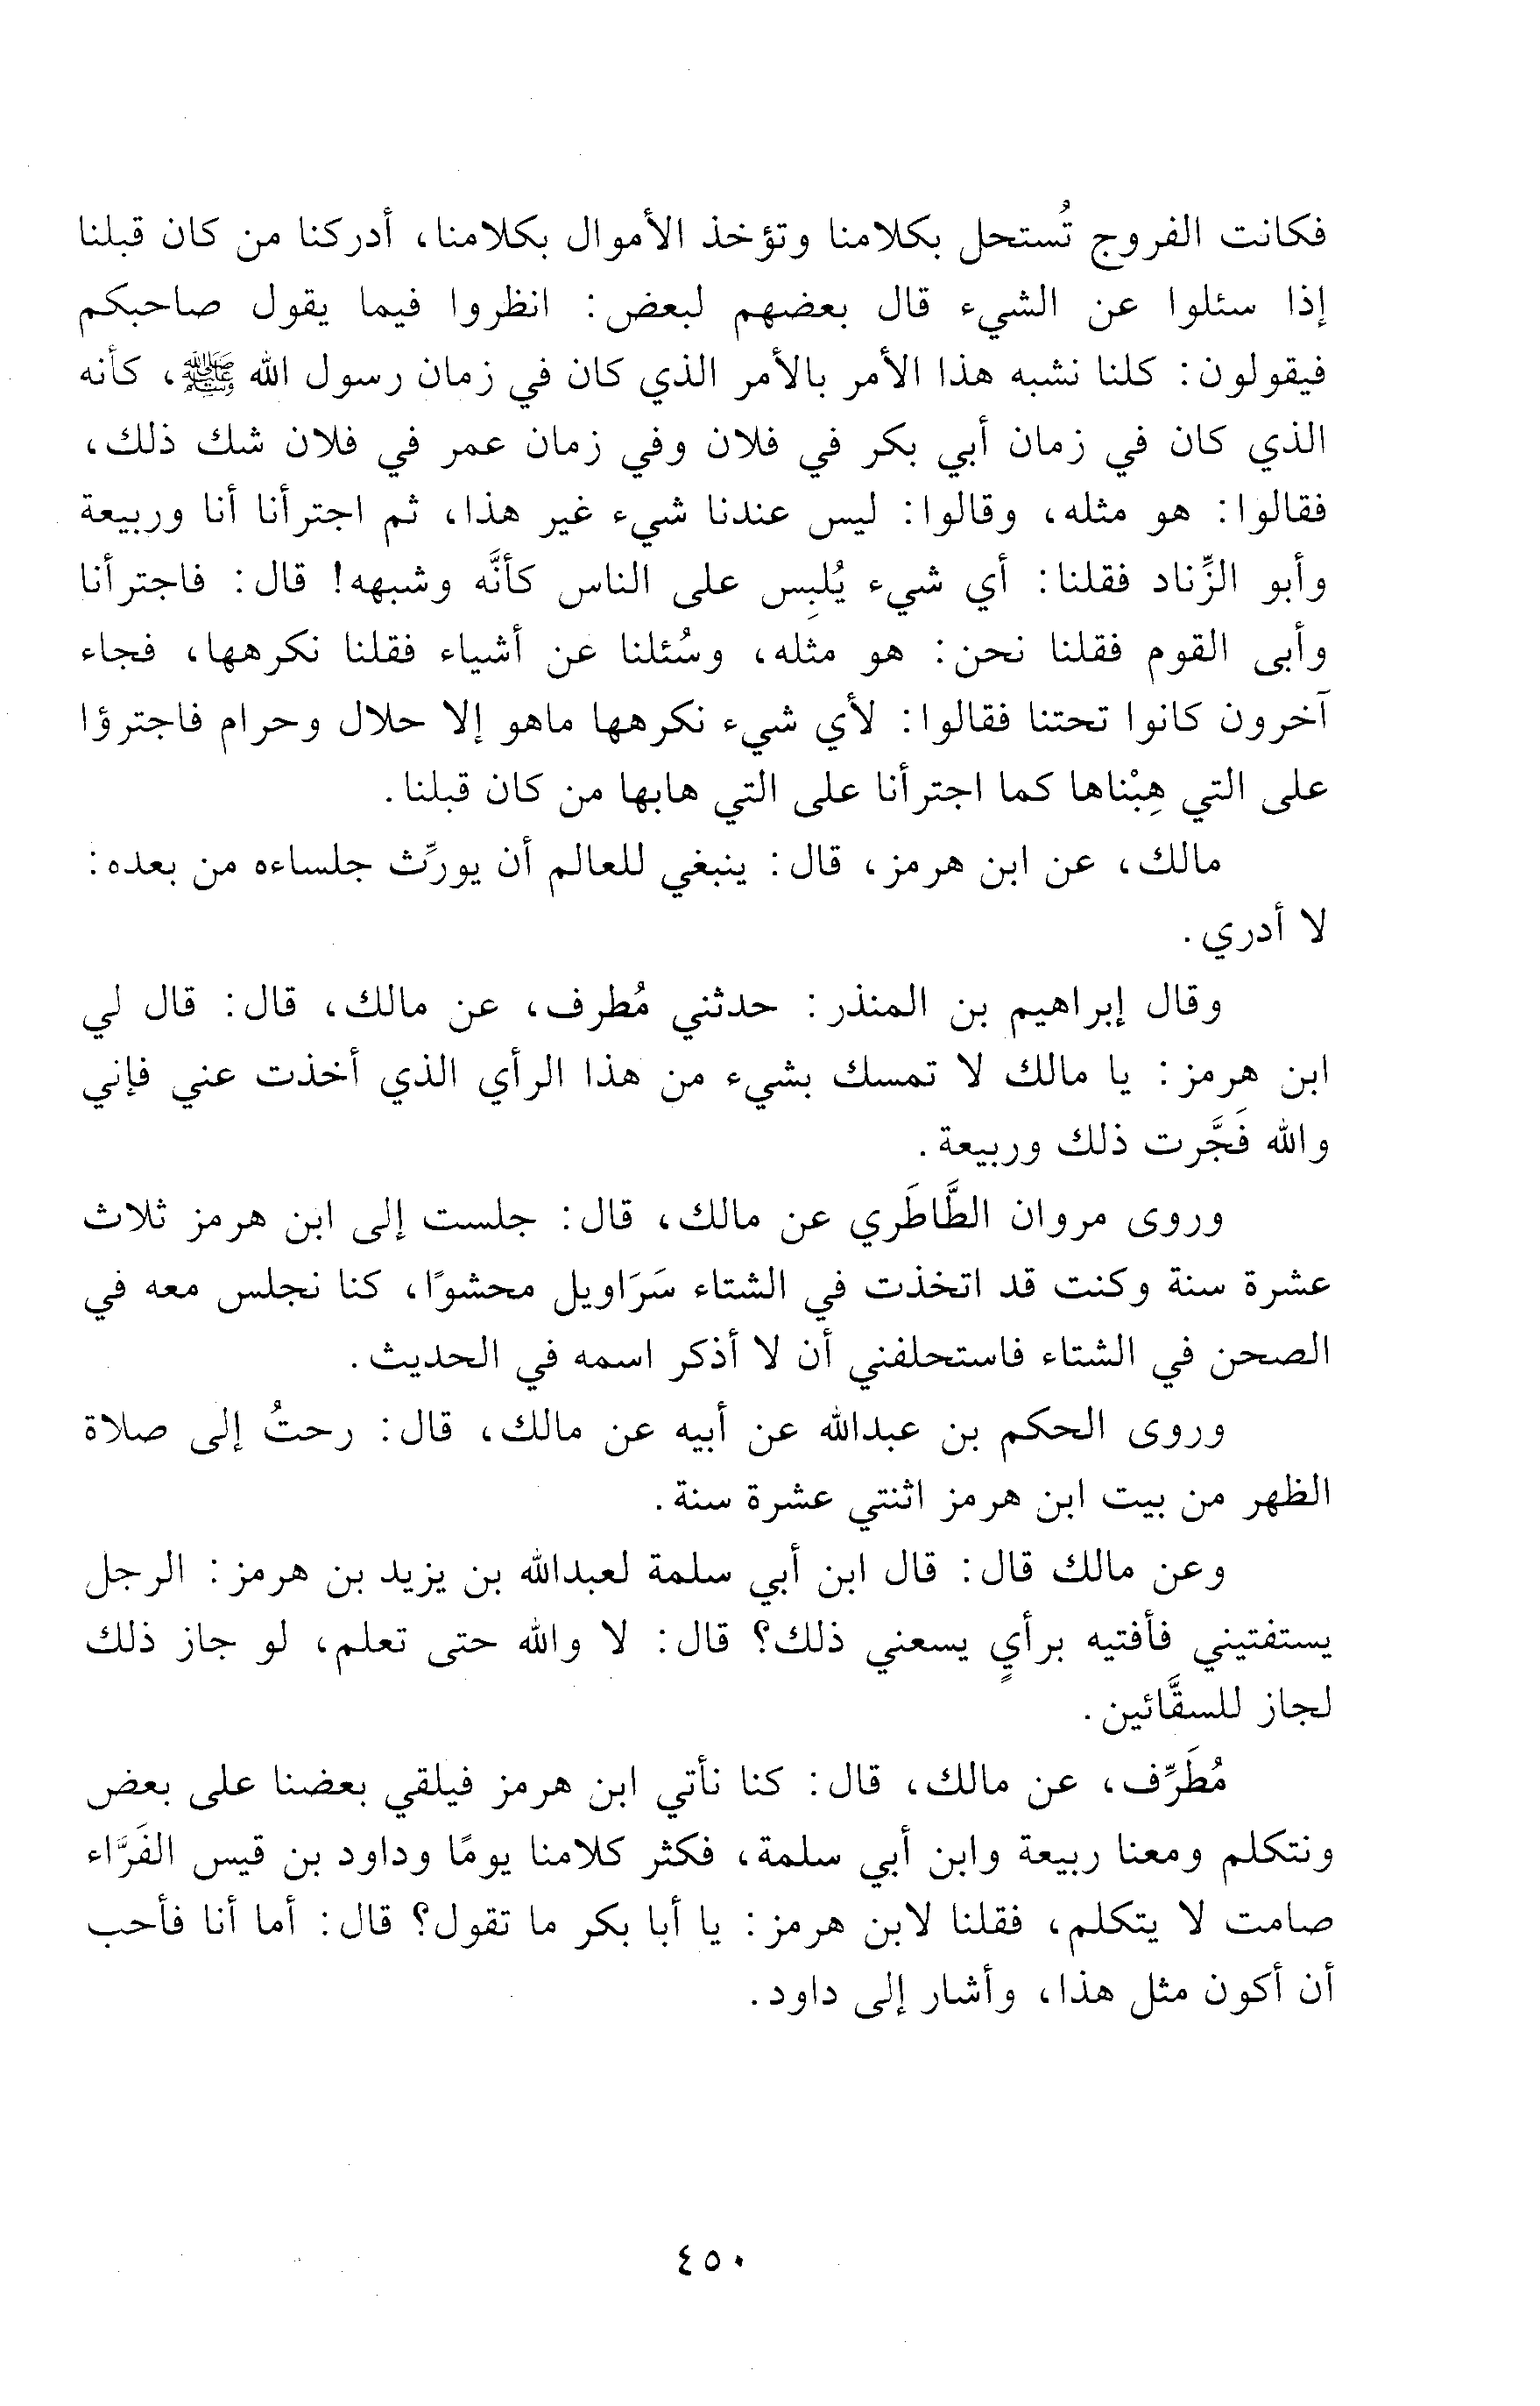 فكانت الفروج تُستحل بكلامنا وتؤخذ الأموال بكلامنا، أدركنا من كان قبلنا
إذا سئلوا عن الشيء قال بعضهم لبعض: انظروا فيما يقول صاحبكم
فيقولون: كلنا نشبه هذا الأمر بالأمر الذي كان في زمان رسول الله ﷺ، كأنه
الذي كان في زمان أبي بكر في فلان وفي زمان عمر في فلان شك ذلك،
فقالوا: هو مثله، وقالوا: ليس عندنا شيء غير هذا، ثم اجترأنا أنا وربيعة
وأبو الزِّناد فقلنا: أي شيء يُلبِس على الناس كأنَّه وشبهه! قال: فاجترأنا
وأبى القوم فقلنا نحن: هو مثله، وسُئلنا عن أشياء فقلنا نكرهها، فجاء
آخرون كانوا تحتنا فقالوا: لأي شيء نكرهها ماهو إلا حلال وحرام فاجترؤا
على التي هِبْناها كما اجترأنا على التي هابها من كان قبلنا.
مالك، عن ابن هرمز، قال: ينبغي للعالم أن يورِّث جلساءه من بعده:
لا أدري.
وقال إبراهيم بن المنذر: حدثني مُطرف، عن مالك، قال: قال لي
ابن هرمز: يا مالك لا تمسك بشيء من هذا الرأي الذي أخذت عني فإني
والله فَجَّرت ذلك وربيعة.
وروى مروان الطَّاطَري عن مالك، قال: جلست إلى ابن هرمز ثلاث
عشرة سنة وكنت قد اتخذت في الشتاء سَرَاويل محشوًا، كنا نجلس معه في
الصحن في الشتاء فاستحلفني أن لا أذكر اسمه في الحديث.
وروى الحكم بن عبدالله عن أبيه عن مالك، قال: رحتُ إلى صلاة
الظهر من بيت ابن هرمز اثنتي عشرة سنة.
وعن مالك قال: قال ابن أبي سلمة لعبدالله بن يزيد بن هرمز: الرجل
يستفتيني فأفتيه برأيٍ يسعني ذلك؟ قال: لا والله حتى تعلم، لو جاز ذلك
لجاز للسقَّائين.
مُطَرِّف، عن مالك، قال: كنا نأتي ابن هرمز فيلقي بعضنا على بعض
ونتكلم ومعنا ربيعة وابن أبي سلمة، فكثر كلامنا يومًا وداود بن قيس الفَرَّاء
صامت لا يتكلم، فقلنا لابن هرمز: يا أبا بكر ما تقول؟ قال: أما أنا فأحب
أن أكون مثل هذا، وأشار إلى داود.
٤٥٠